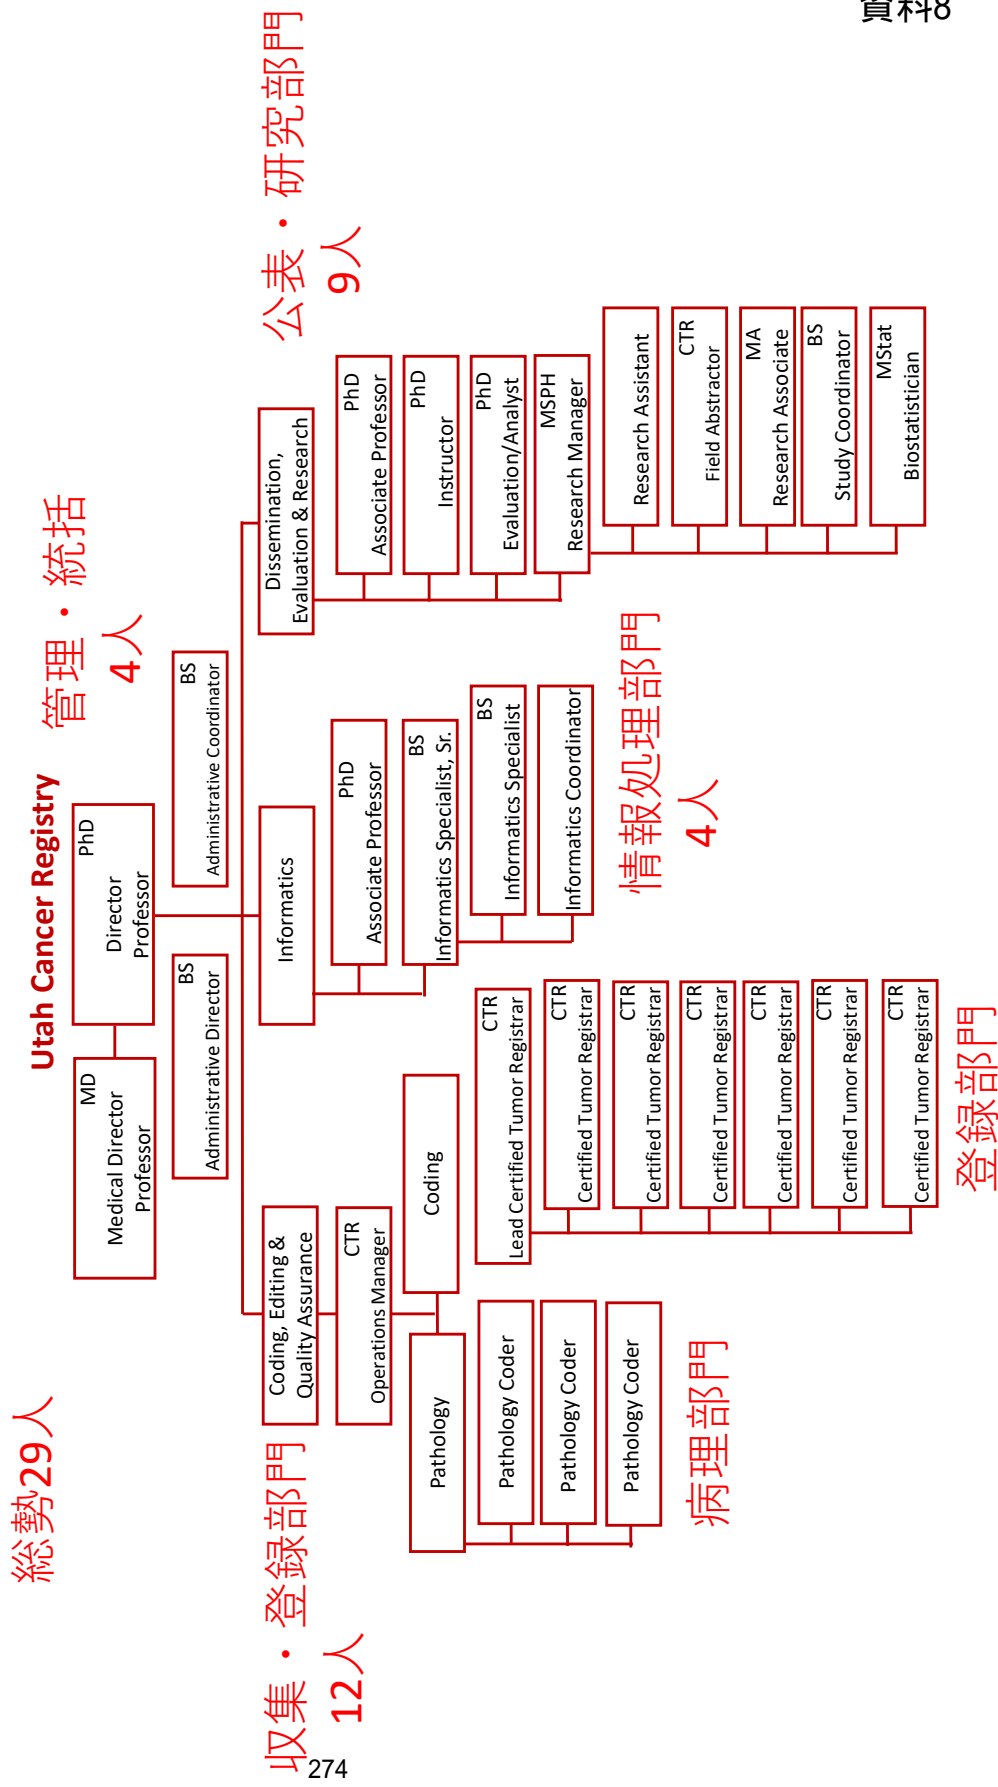 資料8
総勢29人
Utah Cancer Registry
管理・統括
4人
MD
Medical Director
Professor
PhD
Director
Professor
BS
Administrative Director
BS
Administrative Coordinator
収集・登録部門
12人
Coding, Editing &
Quality Assurance
CTR
Operations Manager
Pathology
Pathology Coder
Pathology Coder
Pathology Coder
病理部門
Coding
CTR
Lead Certified Tumor Registrar
CTR
Certified Tumor Registrar
CTR
Certified Tumor Registrar
CTR
Certified Tumor Registrar
CTR
Certified Tumor Registrar
CTR
Certified Tumor Registrar
CTR
Certified Tumor Registrar
登録部門
Informatics
PhD
Associate Professor
BS
Informatics Specialist, Sr.
BS
Informatics Specialist
Informatics Coordinator
情報処理部門
4人
公表・研究部門
9人
Dissemination,
Evaluation & Research
PhD
Associate Professor
PhD
Instructor
PhD
Evaluation/Analyst
MSPH
Research Manager
Research Assistant
CTR
Field Abstractor
MA
Research Associate
BS
Study Coordinator
MStat
Biostatistician
274